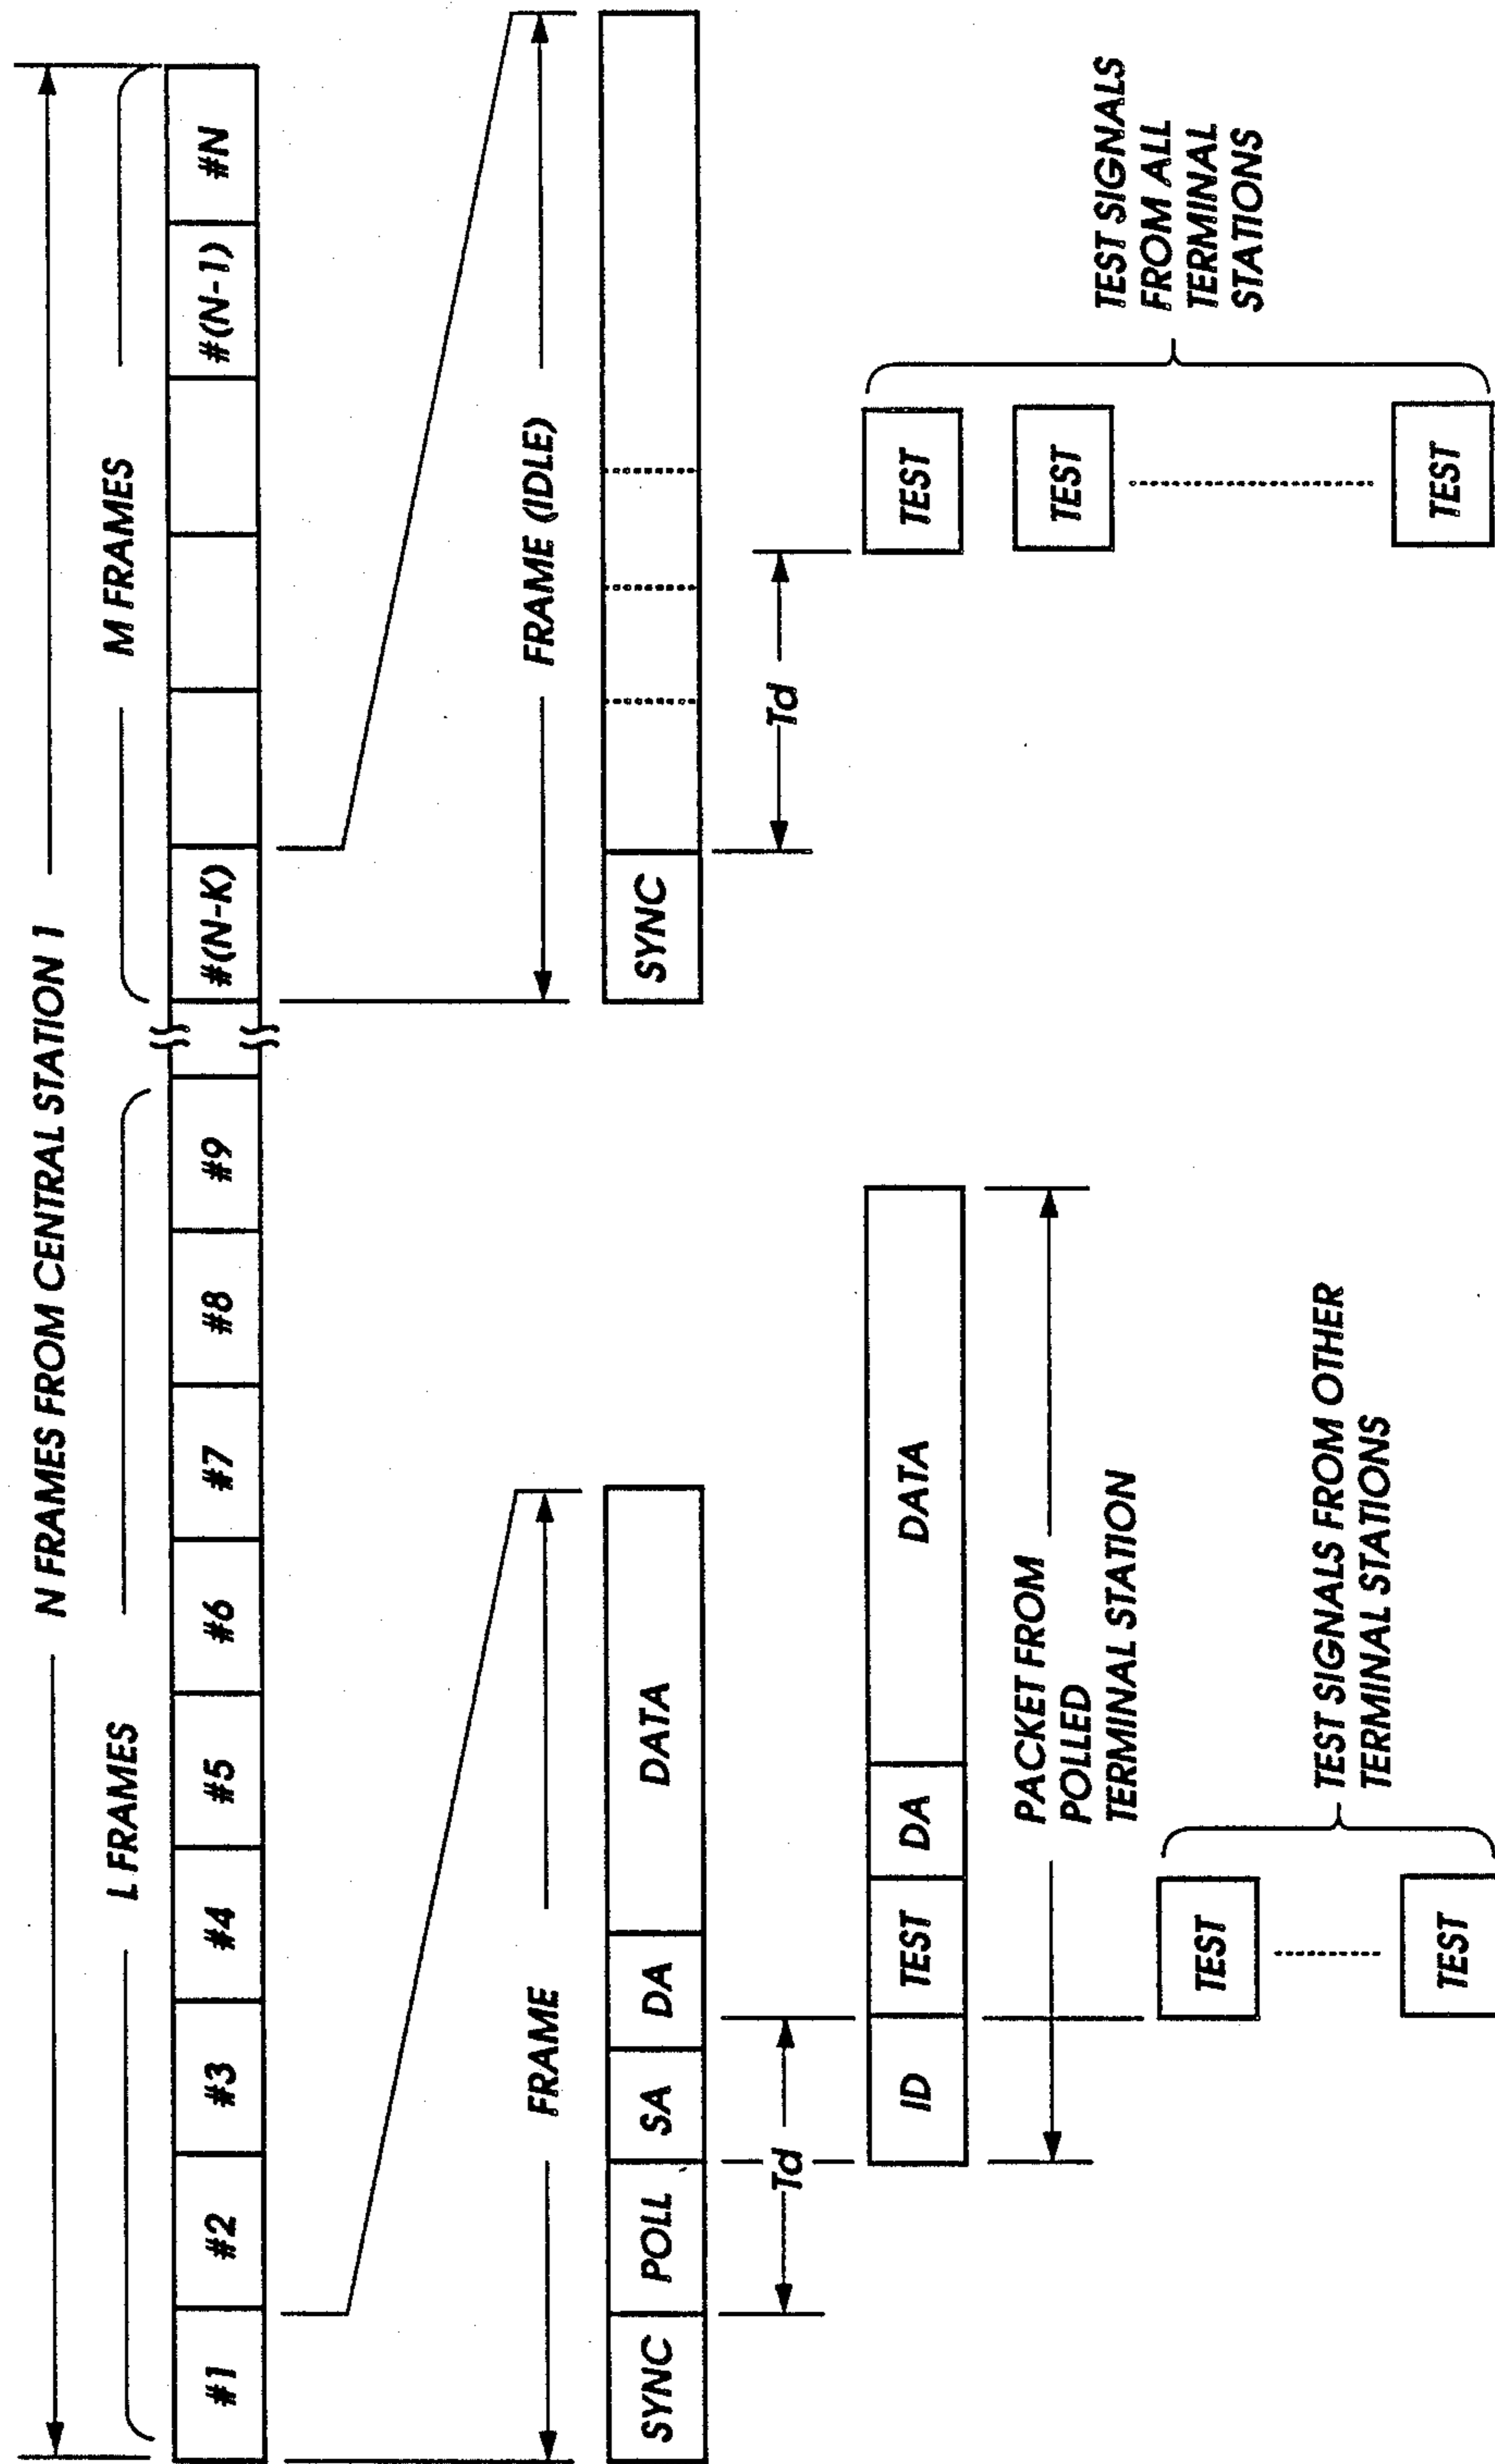 N FRAMES FROM CENTRAL STATION 1
L FRAMES
M FRAMES
#1 #2 #3 #4 #5 #6 #7 #8 #9 #(N-K) #(N-1) #N
FRAME
FRAME (IDLE)
SYNC POLL SA DA DATA
SYNC
Td
Td
ID TEST DA DATA
PACKET FROM
POLLED
TERMINAL STATION
TEST
TEST
TEST SIGNALS FROM OTHER
TERMINAL STATIONS
TEST
TEST
TEST
TEST SIGNALS
FROM ALL
TERMINAL
STATIONS